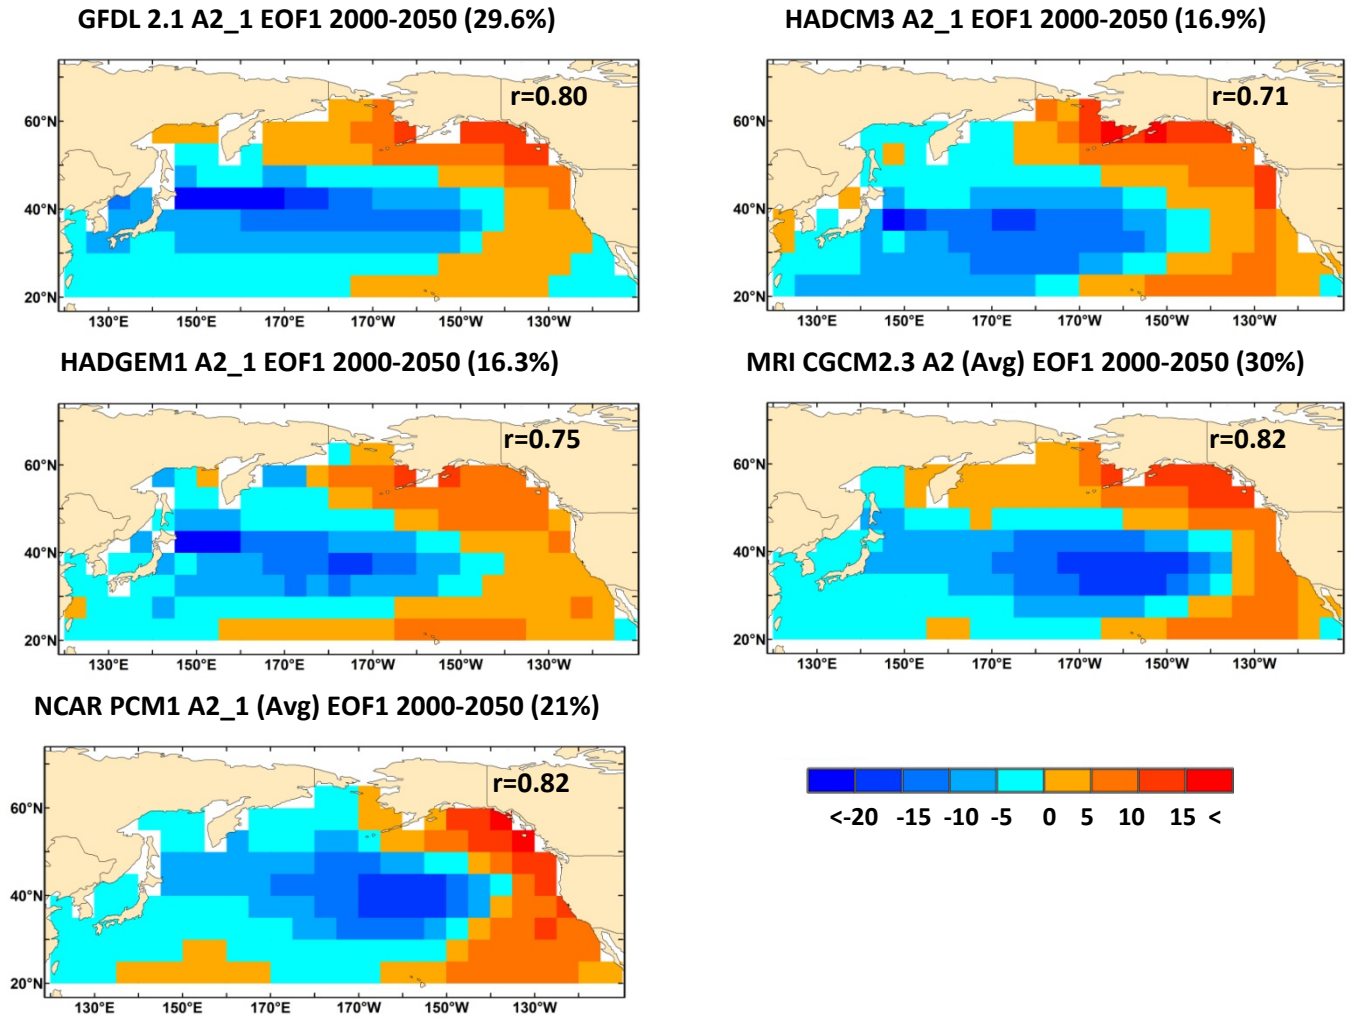 GFDL 2.1 A2_1 EOF1 2000-2050 (29.6%)
r=0.80
60°N
40°N
20°N
130°E 150°E 170°E 170°W 150°W 130°W
HADCM3 A2_1 EOF1 2000-2050 (16.9%)
r=0.71
60°N
40°N
20°N
130°E 150°E 170°E 170°W 150°W 130°W
HADGEM1 A2_1 EOF1 2000-2050 (16.3%)
r=0.75
60°N
40°N
20°N
130°E 150°E 170°E 170°W 150°W 130°W
MRI CGCM2.3 A2 (Avg) EOF1 2000-2050 (30%)
r=0.82
60°N
40°N
20°N
130°E 150°E 170°E 170°W 150°W 130°W
NCAR PCM1 A2_1 (Avg) EOF1 2000-2050 (21%)
r=0.82
60°N
40°N
20°N
130°E 150°E 170°E 170°W 150°W 130°W
<-20 -15 -10 -5 0 5 10 15 <